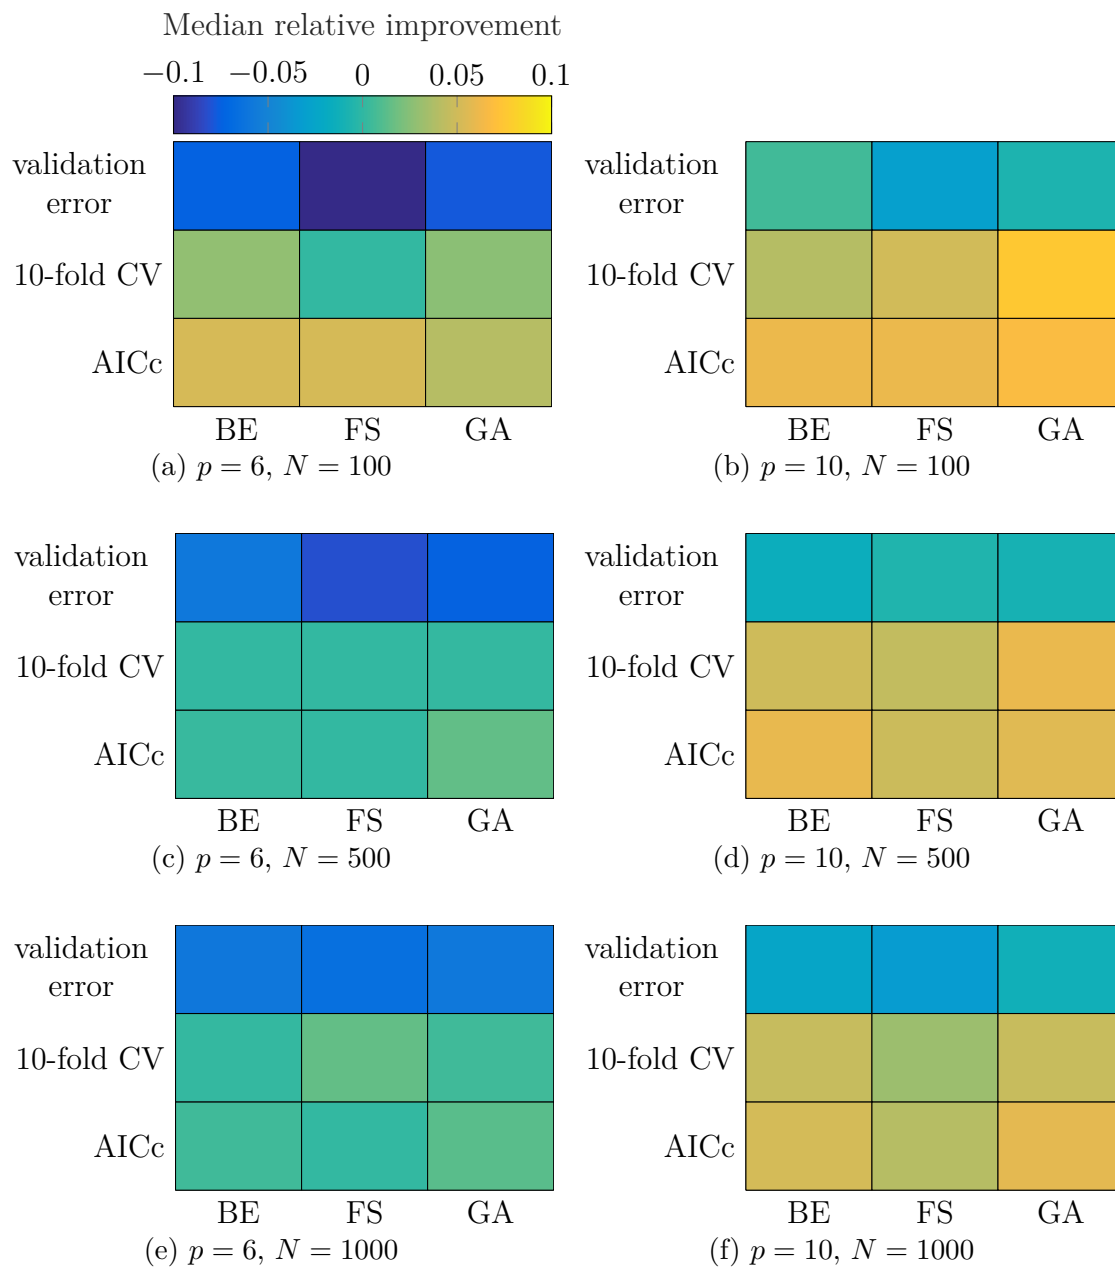 Median relative improvement
−0.1 −0.05 0 0.05 0.1
validation
error
10-fold CV
AICc
BE FS GA
(a) p = 6, N = 100
validation
error
10-fold CV
AICc
BE FS GA
(b) p = 10, N = 100
validation
error
10-fold CV
AICc
BE FS GA
(c) p = 6, N = 500
validation
error
10-fold CV
AICc
BE FS GA
(d) p = 10, N = 500
validation
error
10-fold CV
AICc
BE FS GA
(e) p = 6, N = 1000
validation
error
10-fold CV
AICc
BE FS GA
(f) p = 10, N = 1000